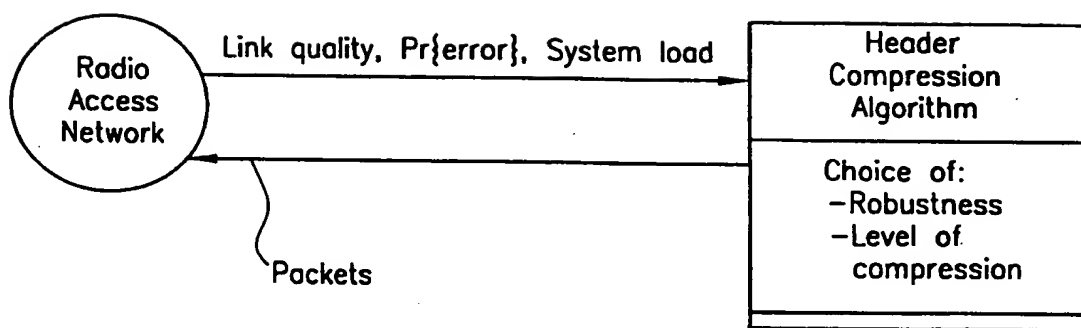 Radio
Access
Network
Link quality, Pr{error}, System load
Header
Compression
Algorithm
Choice of:
-Robustness
-Level of
compression
Packets